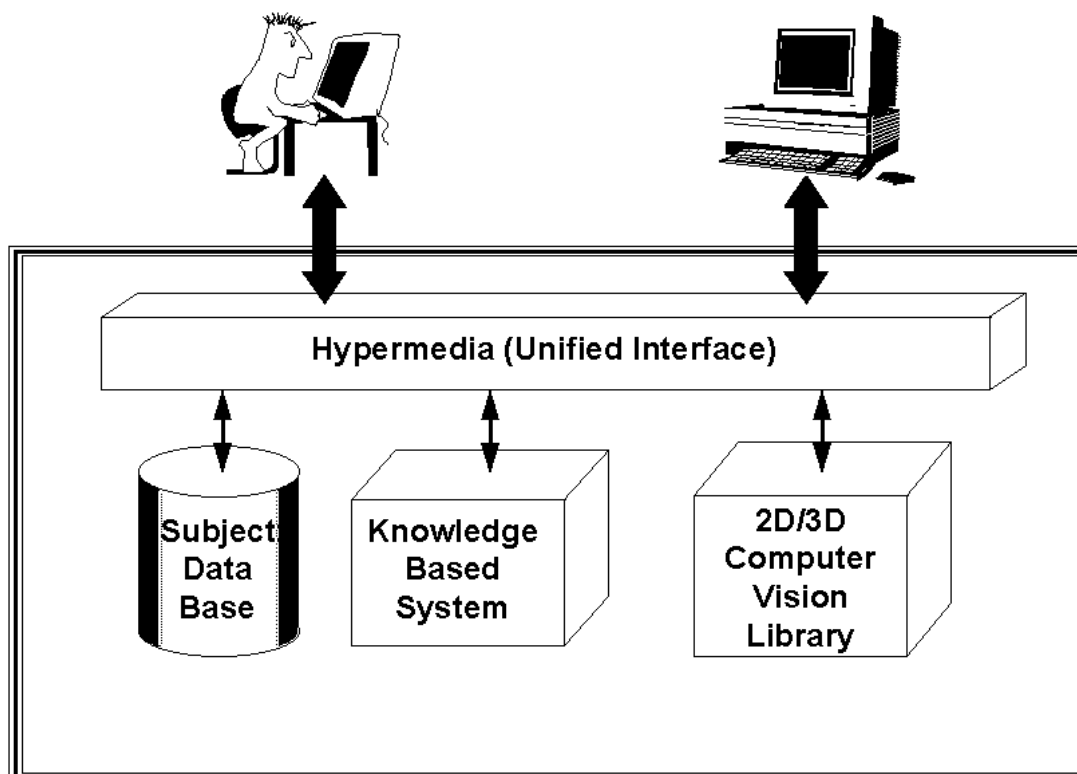 Hypermedia (Unified Interface)
Subject
Data
Base
Knowledge
Based
System
2D/3D
Computer
Vision
Library